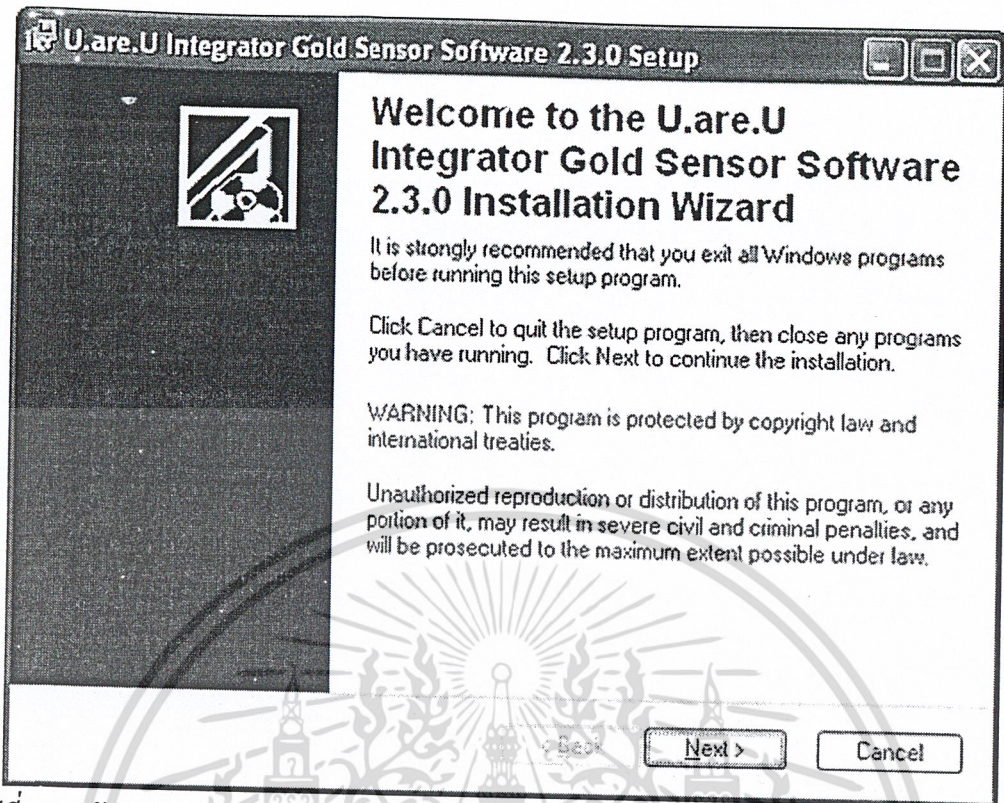 U.are.U Integrator Gold Sensor Software 2.3.0 Setup
Welcome to the U.are.U
Integrator Gold Sensor Software
2.3.0 Installation Wizard
It is strongly recommended that you exit all Windows programs
before running this setup program.
Click Cancel to quit the setup program, then close any programs
you have running. Click Next to continue the installation.
WARNING: This program is protected by copyright law and
international treaties.
Unauthorized reproduction or distribution of this program, or any
portion of it, may result in severe civil and criminal penalties, and
will be prosecuted to the maximum extent possible under law.
< Back
Next >
Cancel